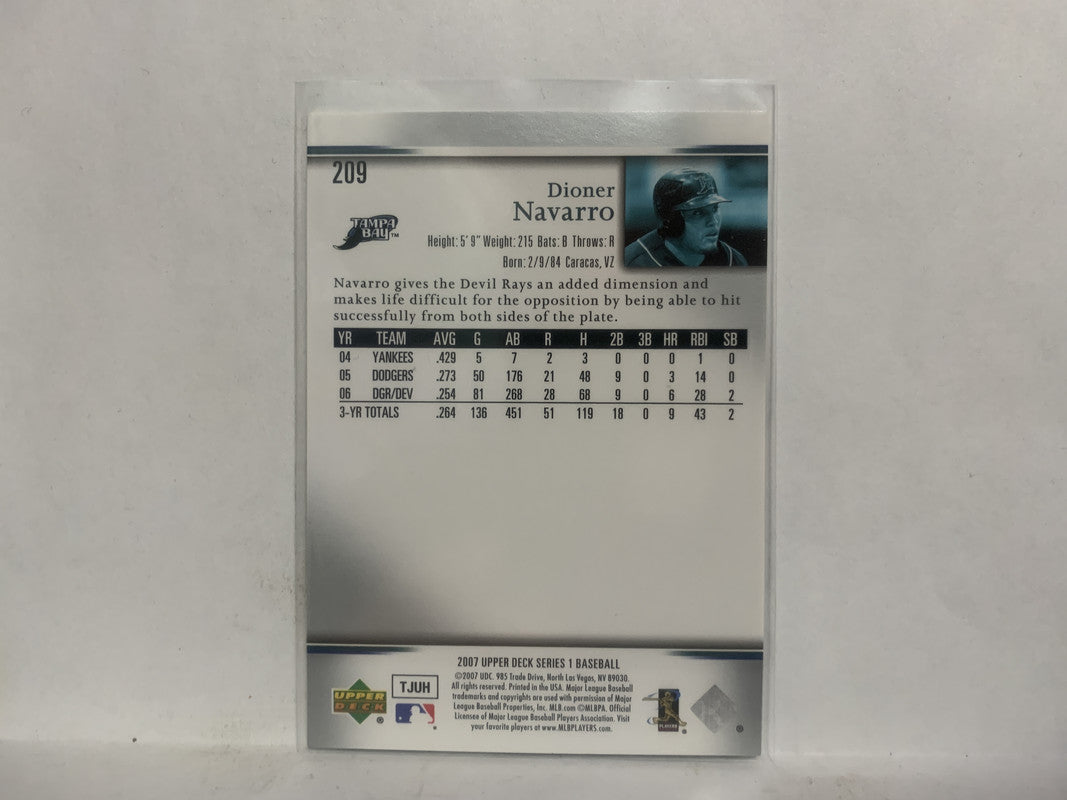 209
Dioner
Navarro
TAMPA
BAY™
Height: 5' 9" Weight: 215 Bats: B Throws: R
Born: 2/9/84 Caracas, VZ
Navarro gives the Devil Rays an added dimension and
makes life difficult for the opposition by being able to hit
successfully from both sides of the plate.
YR TEAM AVG G AB R H 2B 3B HR RBI SB
04 YANKEES .429 5 7 2 3 0 0 0 1 0
05 DODGERS .273 50 176 21 48 9 0 3 14 0
06 DGR/DEV .254 81 268 28 68 9 0 6 28 2
3-YR TOTALS .264 136 451 51 119 18 0 9 43 2
2007 UPPER DECK SERIES 1 BASEBALL
©2007 UDC. 985 Trade Drive, North Las Vegas, NV 89030.
All rights reserved. Printed in the USA. Major League Baseball
trademarks and copyrights are used with permission of Major
League Baseball Properties, Inc. MLB.com ©MLBPA. Official
Licensee of Major League Baseball Players Association. Visit
your favorite players at www.MLBPLAYERS.com.
UPPER
DECK
®
TJUH
PLAYERS